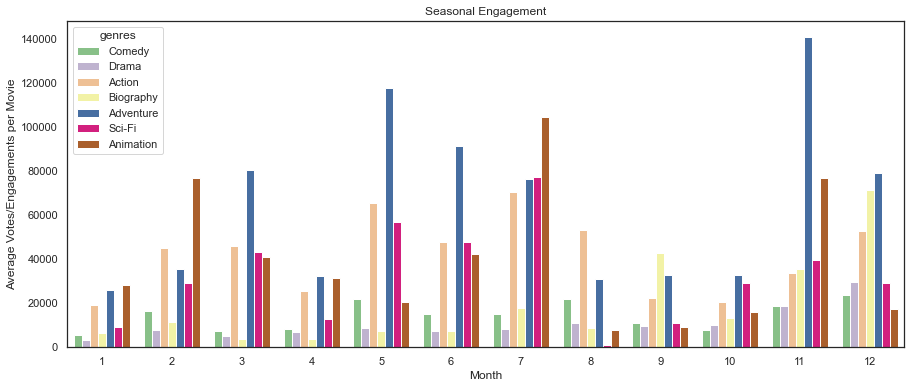 Seasonal Engagement
genres
Comedy
Drama
Action
Biography
Adventure
Sci-Fi
Animation
Average Votes/Engagements per Movie
140000
120000
100000
80000
60000
40000
20000
0
1 2 3 4 5 6 7 8 9 10 11 12
Month